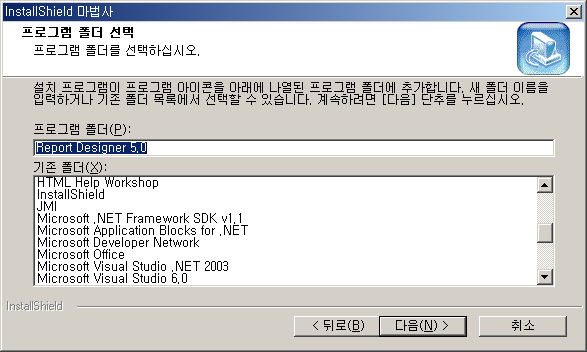 InstallShield 마법사
프로그램 폴더 선택
프로그램 폴더를 선택하십시오.
설치 프로그램이 프로그램 아이콘을 아래에 나열된 프로그램 폴더에 추가합니다. 새 폴더 이름을
입력하거나 기존 폴더 목록에서 선택할 수 있습니다. 계속하려면 [다음] 단추를 누르십시오.
프로그램 폴더(P):
Report Designer 5.0
기존 폴더(X):
HTML Help Workshop
InstallShield
JMI
Microsoft .NET Framework SDK v1.1
Microsoft Application Blocks for .NET
Microsoft Developer Network
Microsoft Office
Microsoft Visual Studio .NET 2003
Microsoft Visual Studio 6.0
InstallShield
< 뒤로(B) 다음(N) > 취소